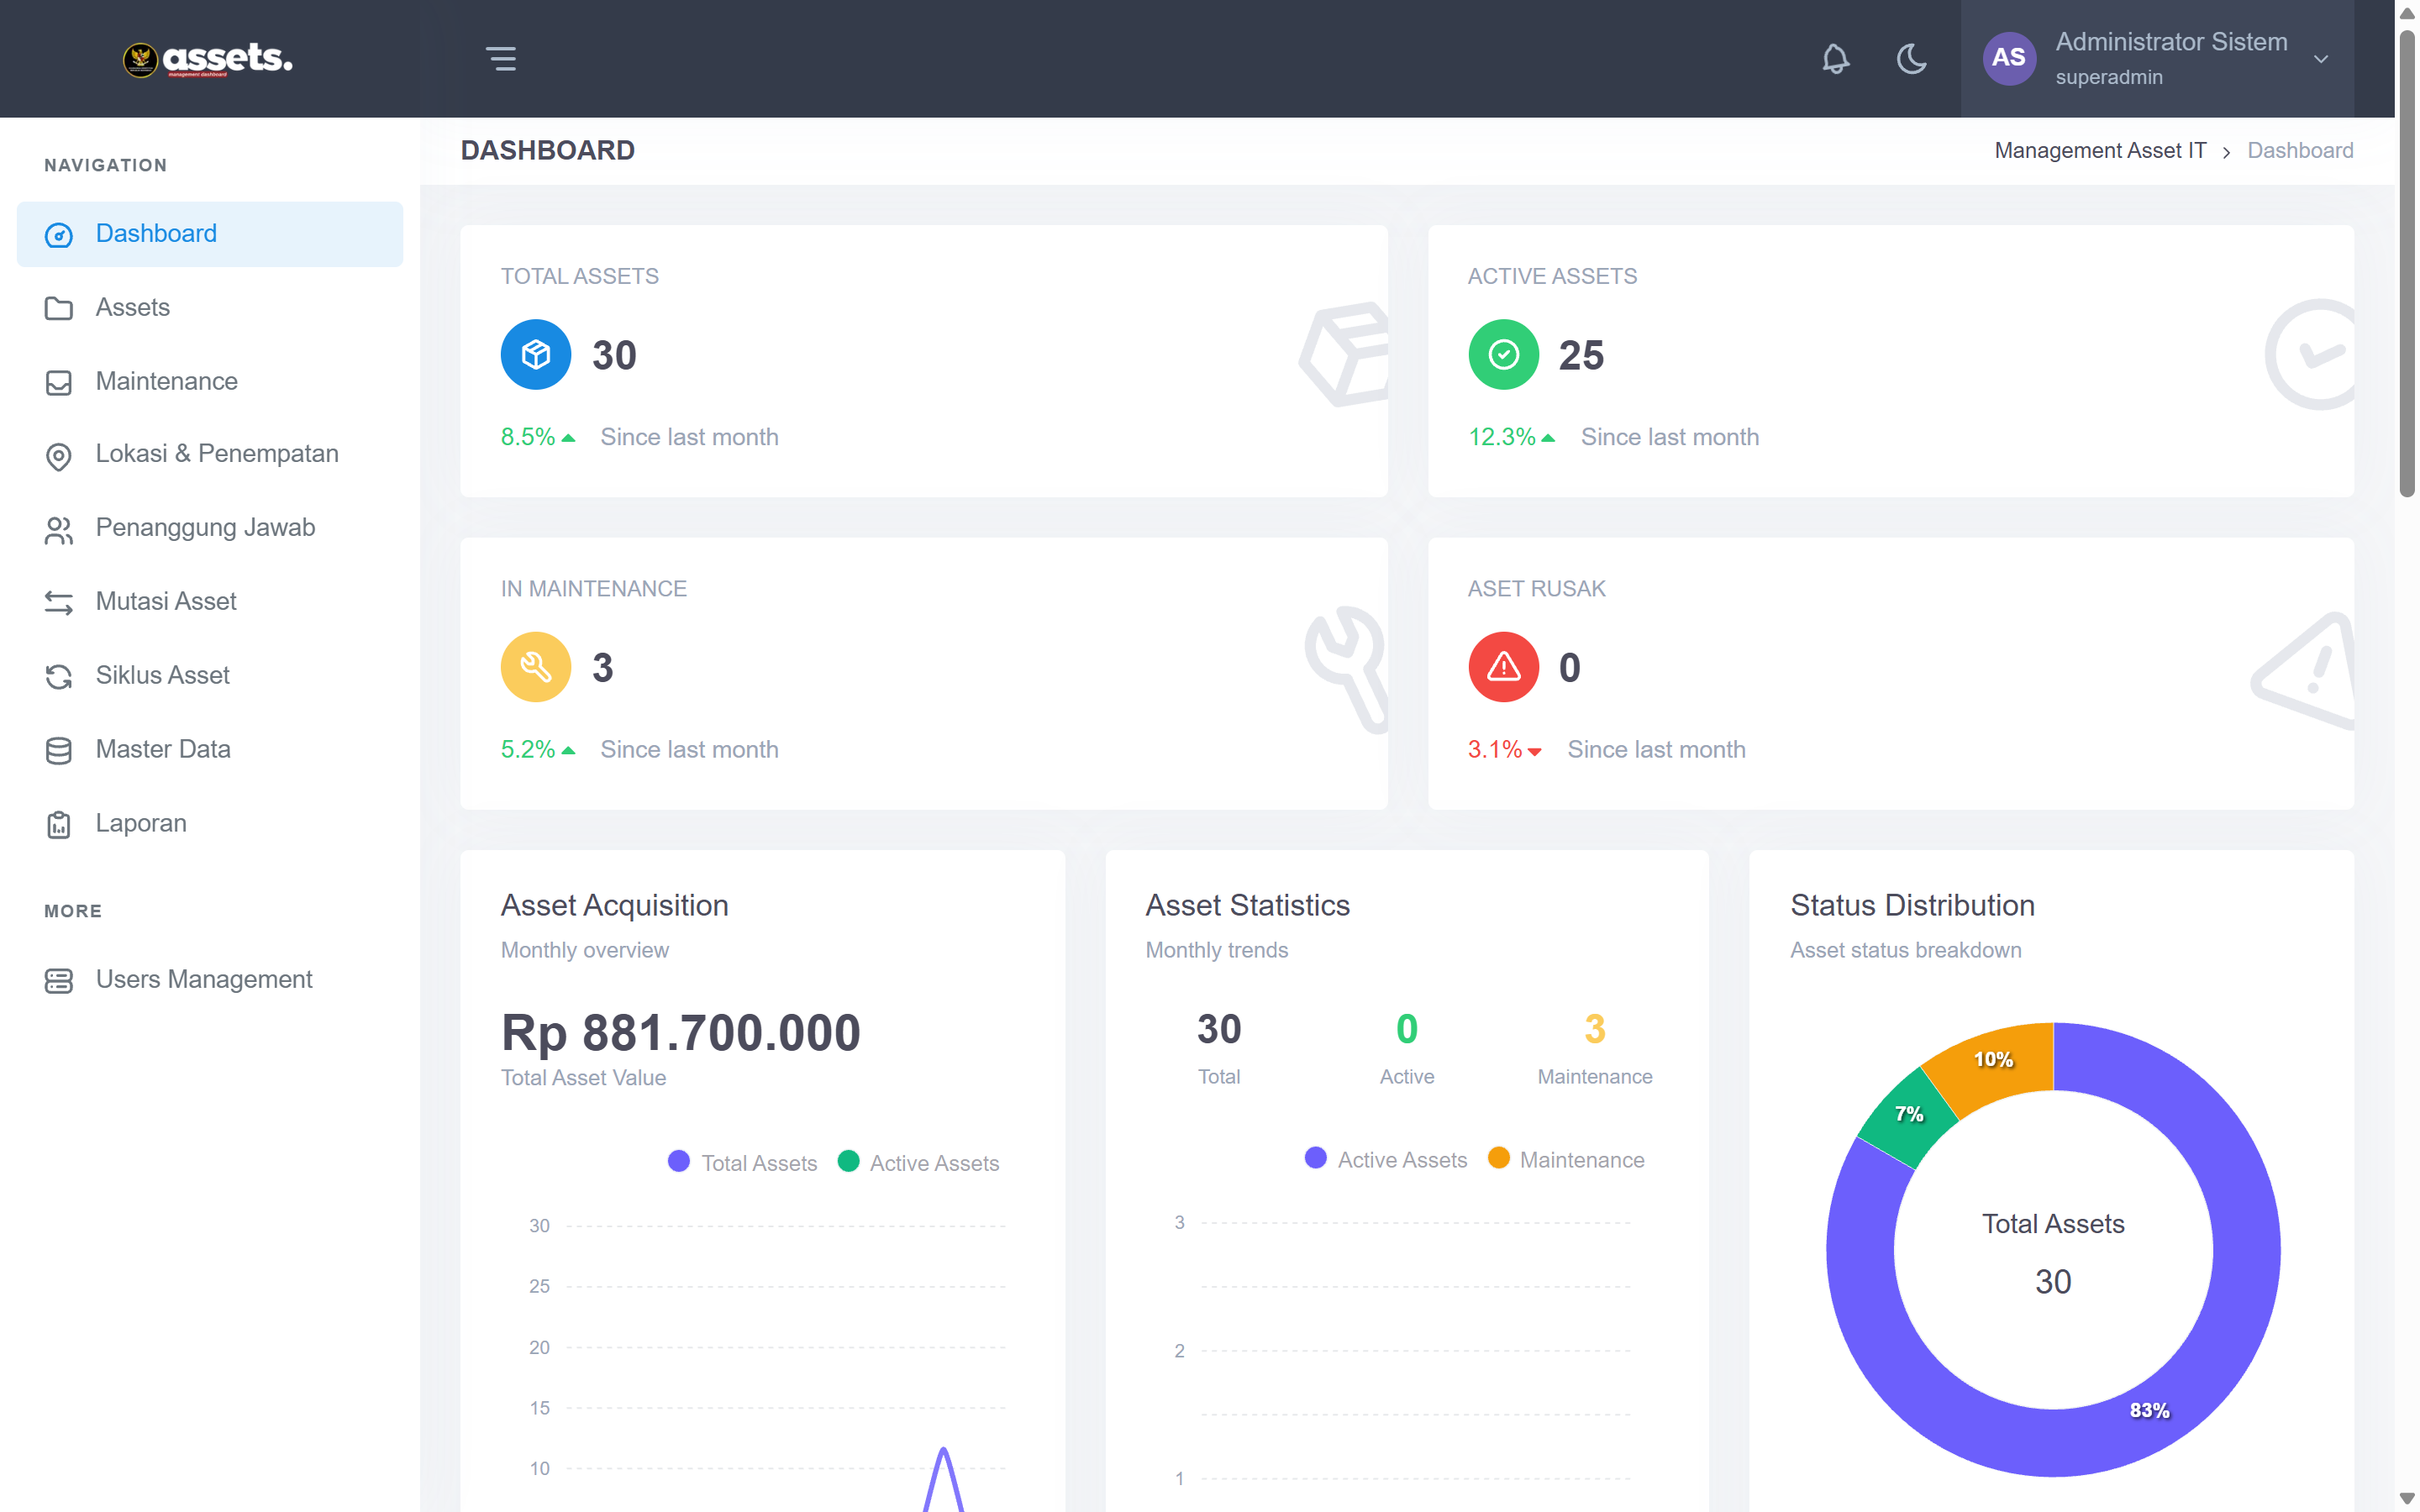 assets.
management dashboard
AS
Administrator Sistem
superadmin
NAVIGATION
Dashboard
Assets
Maintenance
Lokasi & Penempatan
Penanggung Jawab
Mutasi Asset
Siklus Asset
Master Data
Laporan
MORE
Users Management
DASHBOARD
Management Asset IT > Dashboard
TOTAL ASSETS
30
8.5% Since last month
ACTIVE ASSETS
25
12.3% Since last month
IN MAINTENANCE
3
5.2% Since last month
ASET RUSAK
0
3.1% Since last month
Asset Acquisition
Monthly overview
Rp 881.700.000
Total Asset Value
Total Assets Active Assets
30
25
20
15
10
Asset Statistics
Monthly trends
30 0 3
Total Active Maintenance
Active Assets Maintenance
3
2
1
Status Distribution
Asset status breakdown
10%
7%
Total Assets
30
83%